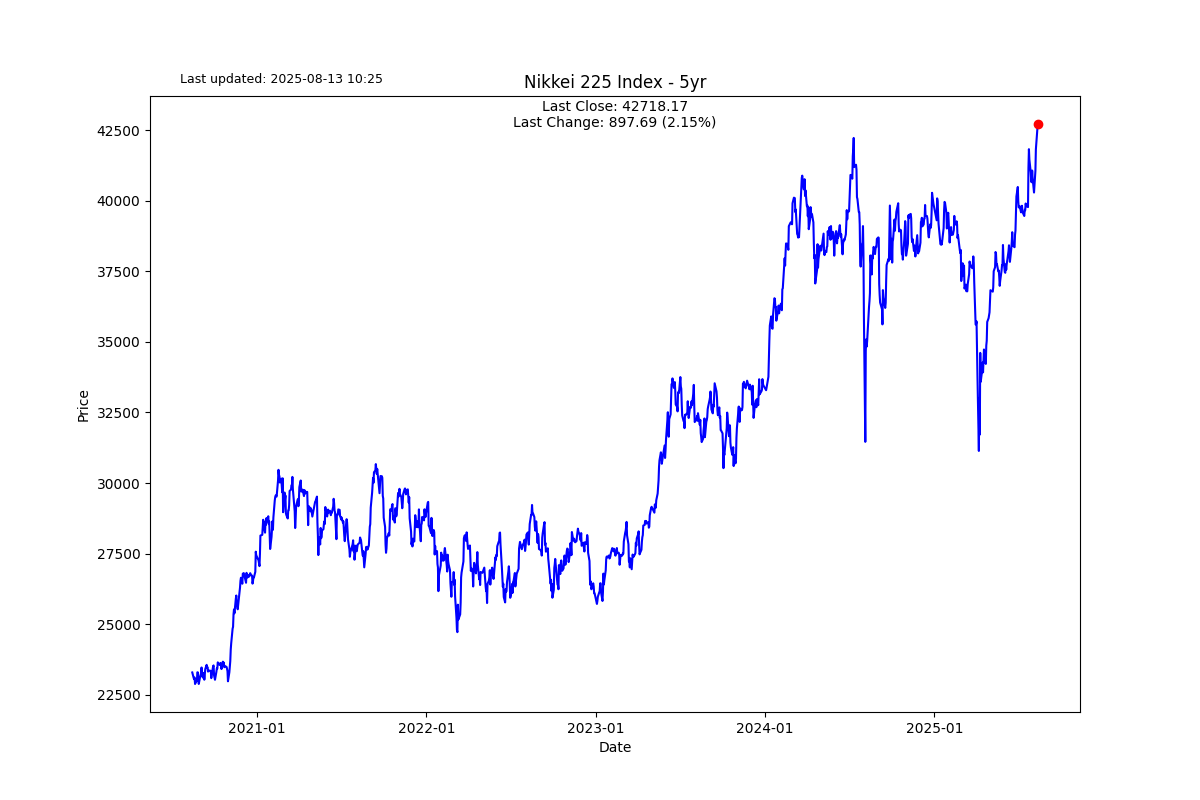 Last updated: 2025-08-13 10:25
Nikkei 225 Index - 5yr
Last Close: 42718.17
Last Change: 897.69 (2.15%)
42500
40000
37500
35000
32500
30000
27500
25000
22500
Price
2021-01
2022-01
2023-01
2024-01
2025-01
Date